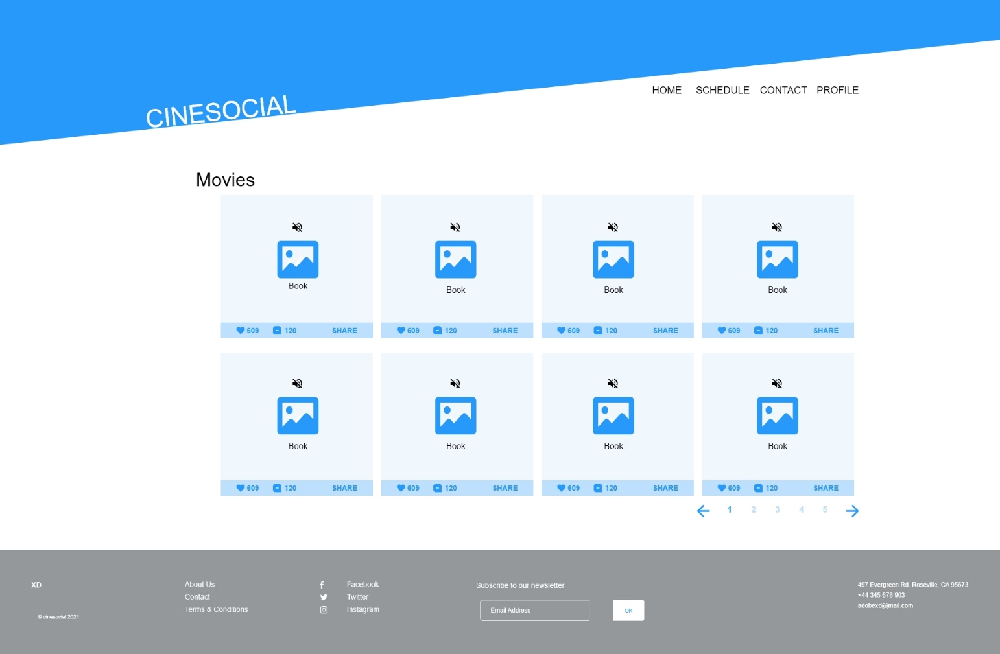 HOME SCHEDULE CONTACT PROFILE
CINESOCIAL
Movies
Book Book Book Book
609 120 SHARE 609 120 SHARE 609 120 SHARE 609 120 SHARE
Book Book Book Book
609 120 SHARE 609 120 SHARE 609 120 SHARE 609 120 SHARE
1 2 3 4 5
XD
© cinesocial 2021
About Us
Contact
Terms & Conditions
Facebook
Twitter
Instagram
Subscribe to our newsletter
Email Address
OK
497 Evergreen Rd. Roseville, CA 95673
+44 345 678 903
adobexd@mail.com